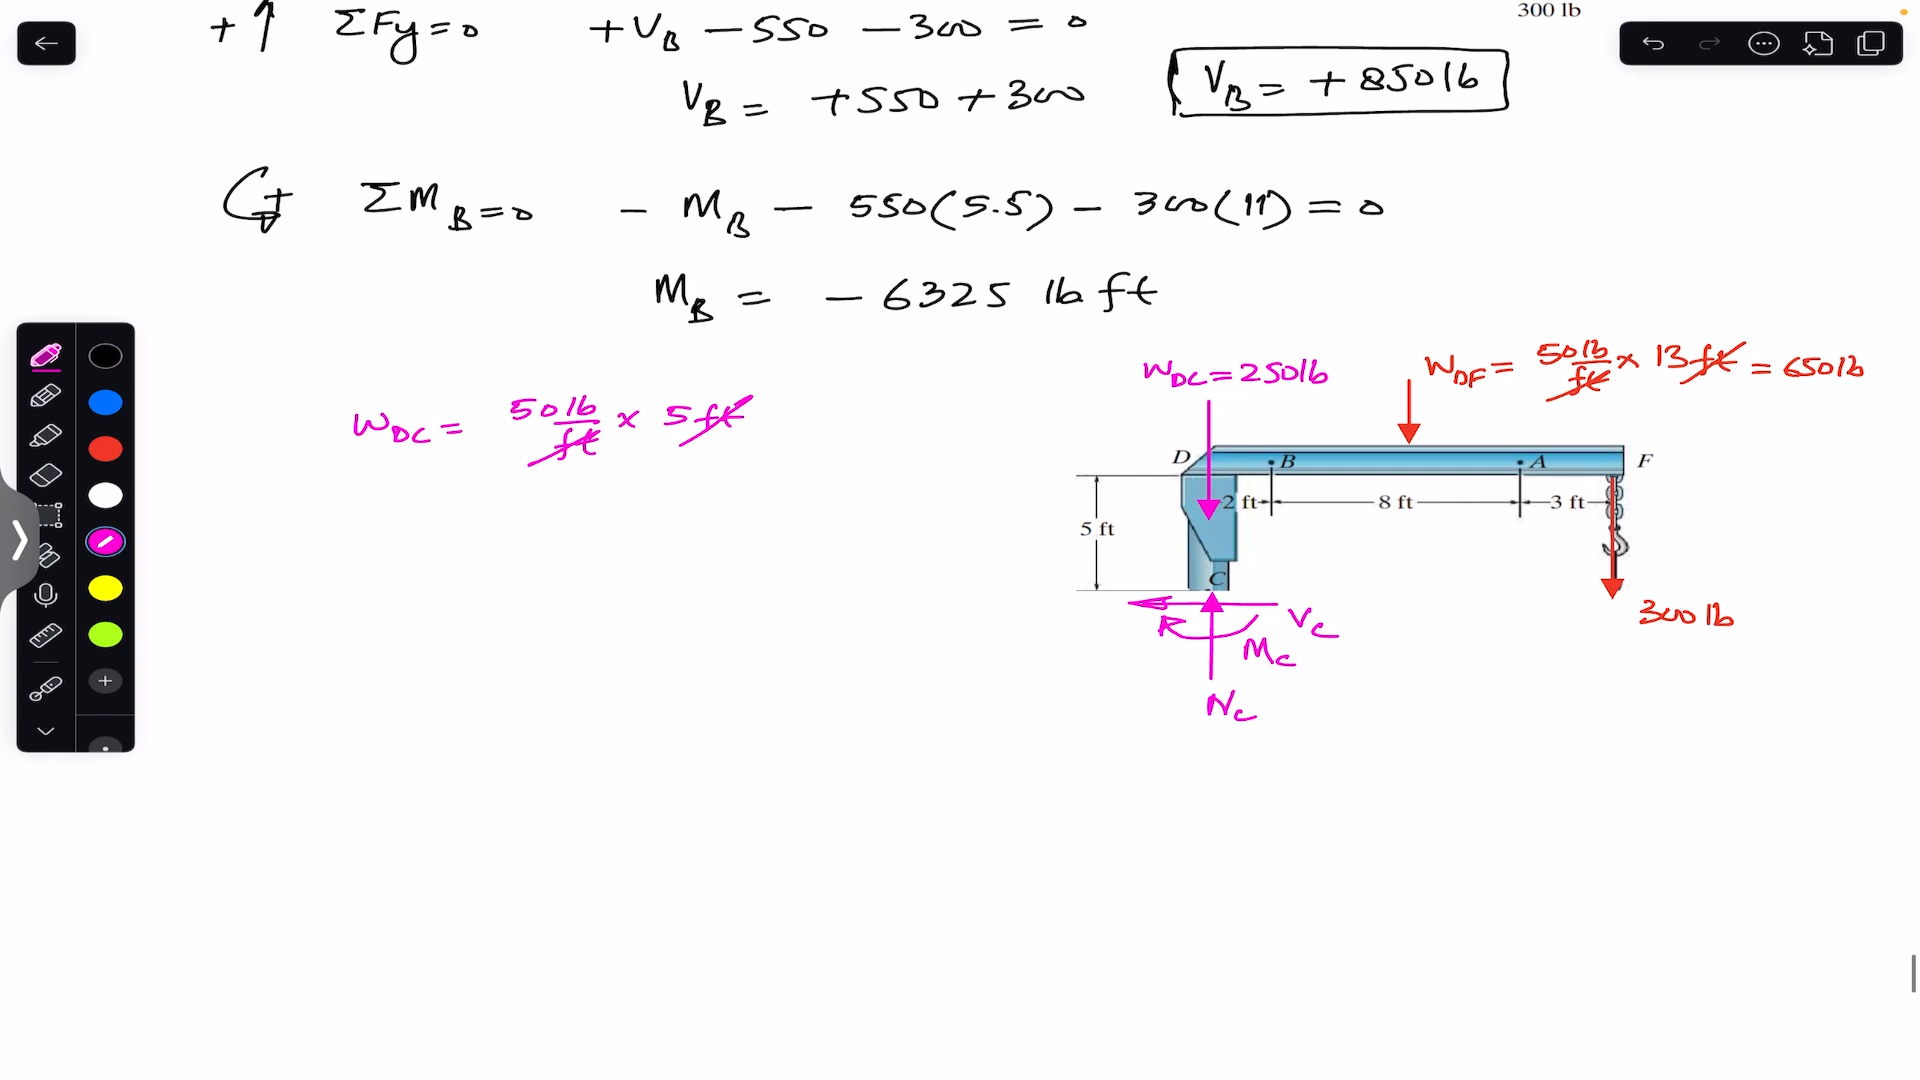 300 lb
+↑ ΣFy=0 +V_B - 550 - 300 = 0
V_B = +550 + 300
V_B = +850 lb
↺+ ΣM_B=0 - M_B - 550(5.5) - 300(11) = 0
M_B = - 6325 lb ft
W_DC = 250 lb
W_DF = 50 lb/ft x 13 ft = 650 lb
W_DC = 50 lb/ft x 5 ft
D B A F
2 ft 8 ft 3 ft
5 ft
C
V_C
300 lb
M_C
N_C